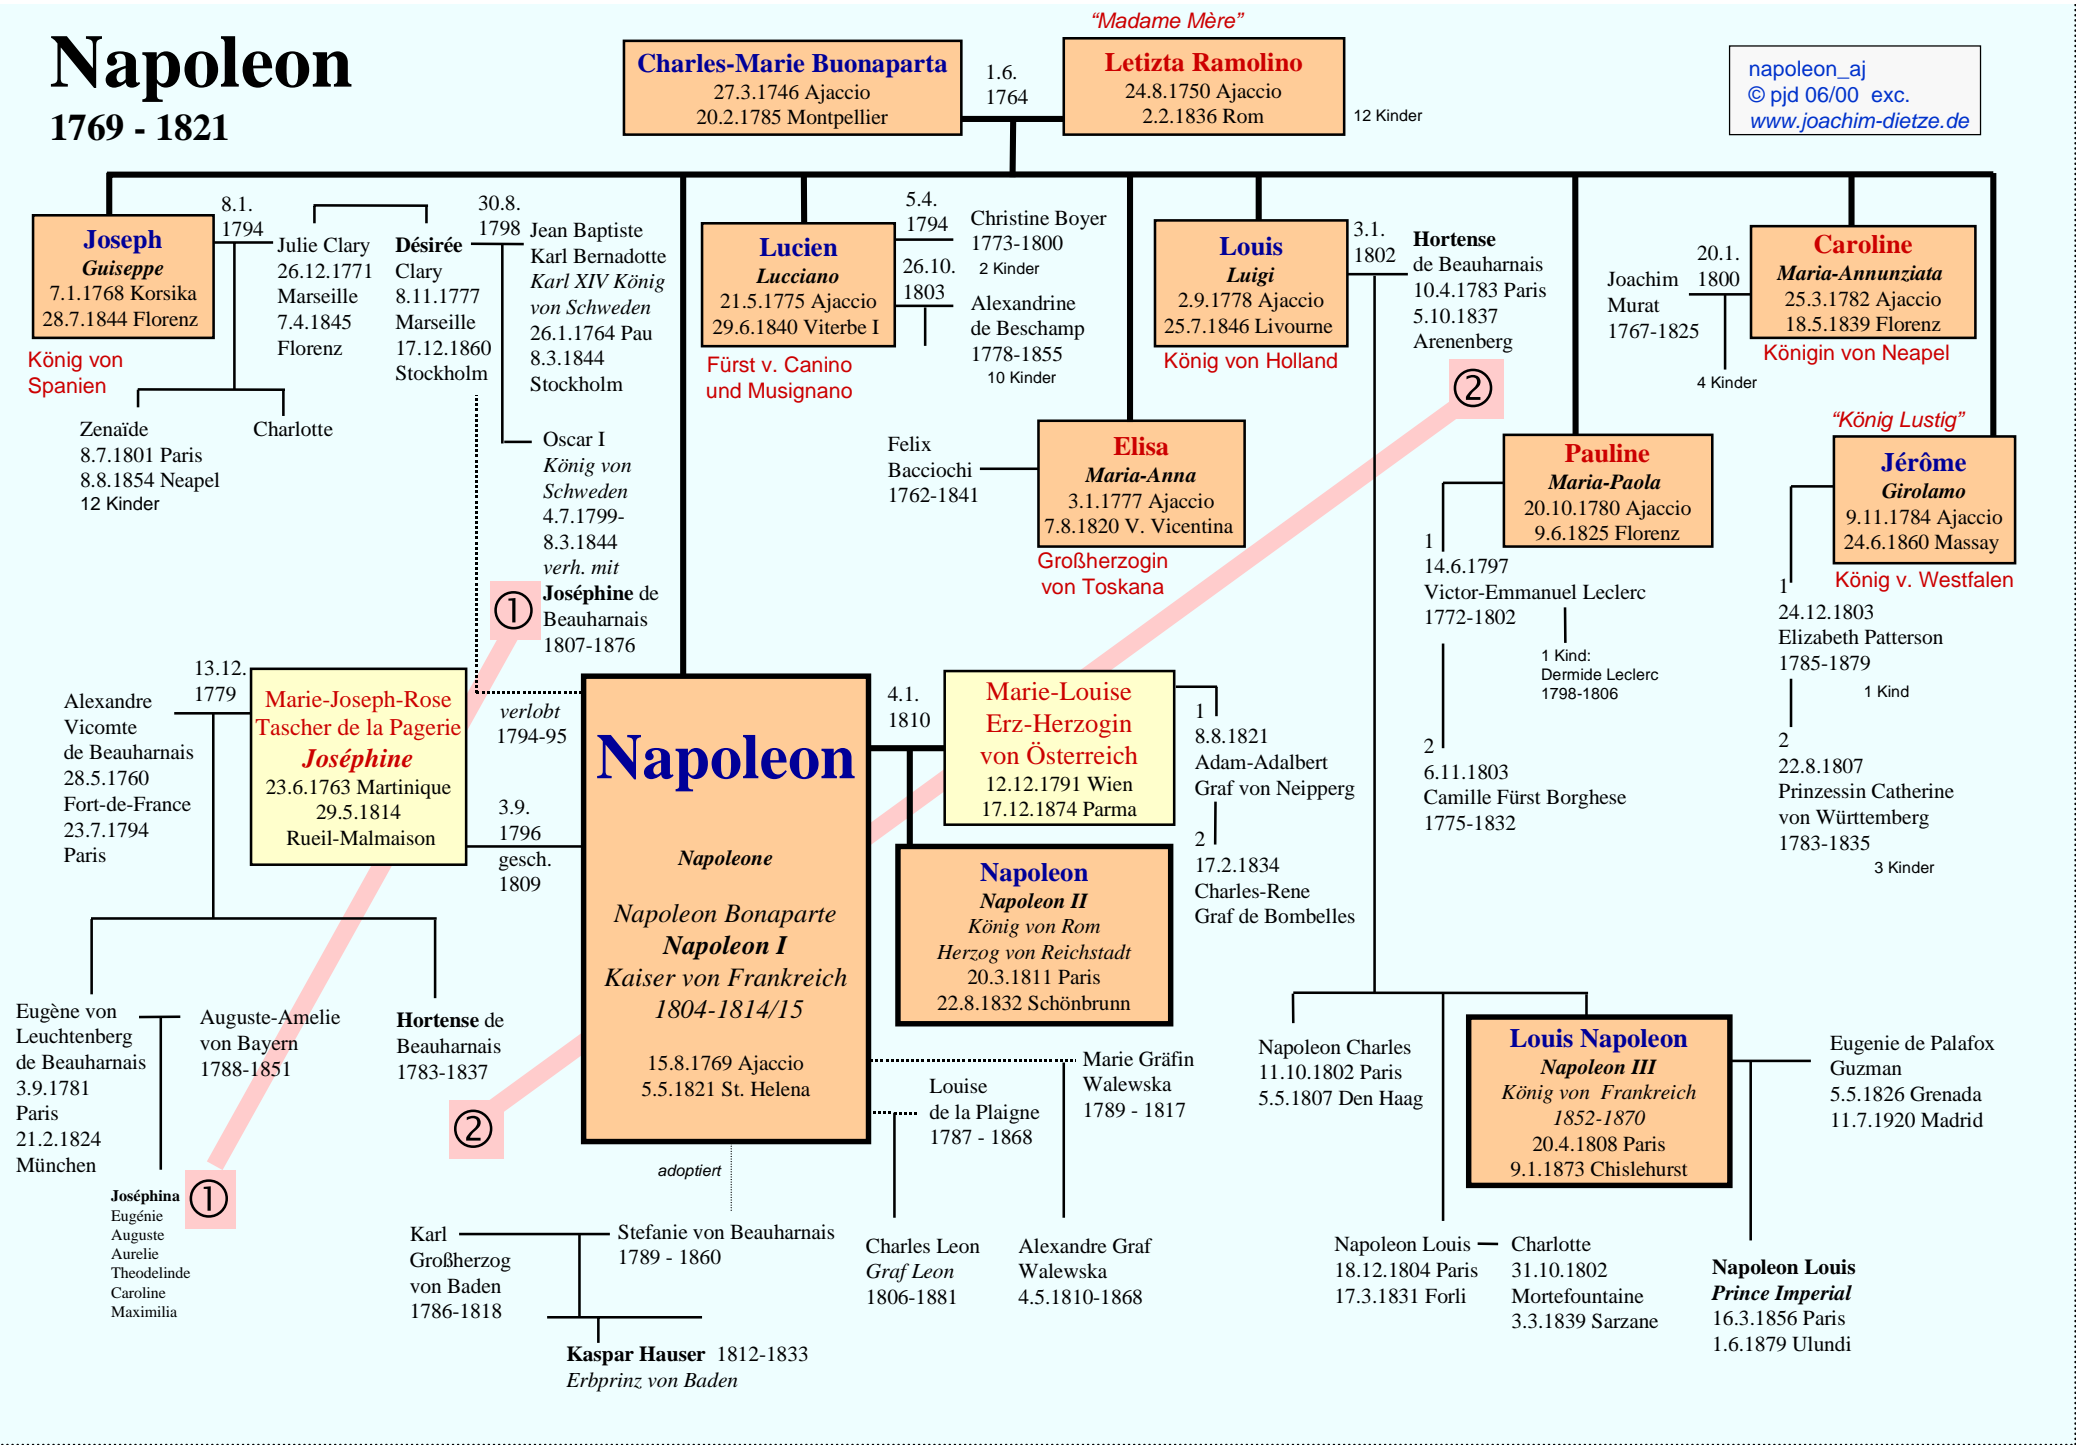 Napoleon
1769 - 1821
“Madame Mère”
Charles-Marie Buonaparta
27.3.1746 Ajaccio
20.2.1785 Montpellier
1.6.
1764
Letizta Ramolino
24.8.1750 Ajaccio
2.2.1836 Rom
12 Kinder
napoleon_aj
© pjd 06/00 exc.
www.joachim-dietze.de
Joseph
Guiseppe
7.1.1768 Korsika
28.7.1844 Florenz
König von
Spanien
8.1.
1794
Julie Clary
26.12.1771
Marseille
7.4.1845
Florenz
Zenaïde
8.7.1801 Paris
8.8.1854 Neapel
12 Kinder
Charlotte
Désirée
Clary
8.11.1777
Marseille
17.12.1860
Stockholm
30.8.
1798
Jean Baptiste
Karl Bernadotte
Karl XIV König
von Schweden
26.1.1764 Pau
8.3.1844
Stockholm
Oscar I
König von
Schweden
4.7.1799-
8.3.1844
verh. mit
Joséphine de
Beauharnais
1807-1876
①
Lucien
Lucciano
21.5.1775 Ajaccio
29.6.1840 Viterbe I
Fürst v. Canino
und Musignano
5.4.
1794
Christine Boyer
1773-1800
2 Kinder
26.10.
1803
Alexandrine
de Beschamp
1778-1855
10 Kinder
Felix
Bacciochi
1762-1841
Elisa
Maria-Anna
3.1.1777 Ajaccio
7.8.1820 V. Vicentina
Großherzogin
von Toskana
Louis
Luigi
2.9.1778 Ajaccio
25.7.1846 Livourne
König von Holland
3.1.
1802
Hortense
de Beauharnais
10.4.1783 Paris
5.10.1837
Arenenberg
②
Pauline
Maria-Paola
20.10.1780 Ajaccio
9.6.1825 Florenz
1
14.6.1797
Victor-Emmanuel Leclerc
1772-1802
1 Kind:
Dermide Leclerc
1798-1806
2
6.11.1803
Camille Fürst Borghese
1775-1832
Joachim
Murat
1767-1825
20.1.
1800
4 Kinder
Caroline
Maria-Annunziata
25.3.1782 Ajaccio
18.5.1839 Florenz
Königin von Neapel
“König Lustig”
Jérôme
Girolamo
9.11.1784 Ajaccio
24.6.1860 Massay
König v. Westfalen
1
24.12.1803
Elizabeth Patterson
1785-1879
1 Kind
2
22.8.1807
Prinzessin Catherine
von Württemberg
1783-1835
3 Kinder
Alexandre
Vicomte
de Beauharnais
28.5.1760
Fort-de-France
23.7.1794
Paris
13.12.
1779
Marie-Joseph-Rose
Tascher de la Pagerie
Joséphine
23.6.1763 Martinique
29.5.1814
Rueil-Malmaison
verlobt
1794-95
3.9.
1796
gesch.
1809
Napoleon
Napoleone
Napoleon Bonaparte
Napoleon I
Kaiser von Frankreich
1804-1814/15
15.8.1769 Ajaccio
5.5.1821 St. Helena
4.1.
1810
Marie-Louise
Erz-Herzogin
von Österreich
12.12.1791 Wien
17.12.1874 Parma
1
8.8.1821
Adam-Adalbert
Graf von Neipperg
2
17.2.1834
Charles-Rene
Graf de Bombelles
Napoleon
Napoleon II
König von Rom
Herzog von Reichstadt
20.3.1811 Paris
22.8.1832 Schönbrunn
Eugène von
Leuchtenberg
de Beauharnais
3.9.1781
Paris
21.2.1824
München
Auguste-Amelie
von Bayern
1788-1851
Joséphina
Eugénie
Auguste
Aurelie
Theodelinde
Caroline
Maximilia
①
Hortense de
Beauharnais
1783-1837
②
adoptiert
Karl
Großherzog
von Baden
1786-1818
Stefanie von Beauharnais
1789 - 1860
Kaspar Hauser 1812-1833
Erbprinz von Baden
Louise
de la Plaigne
1787 - 1868
Charles Leon
Graf Leon
1806-1881
Marie Gräfin
Walewska
1789 - 1817
Alexandre Graf
Walewska
4.5.1810-1868
Napoleon Charles
11.10.1802 Paris
5.5.1807 Den Haag
Louis Napoleon
Napoleon III
König von Frankreich
1852-1870
20.4.1808 Paris
9.1.1873 Chislehurst
Eugenie de Palafox
Guzman
5.5.1826 Grenada
11.7.1920 Madrid
Napoleon Louis
18.12.1804 Paris
17.3.1831 Forli
Charlotte
31.10.1802
Mortefountaine
3.3.1839 Sarzane
Napoleon Louis
Prince Imperial
16.3.1856 Paris
1.6.1879 Ulundi